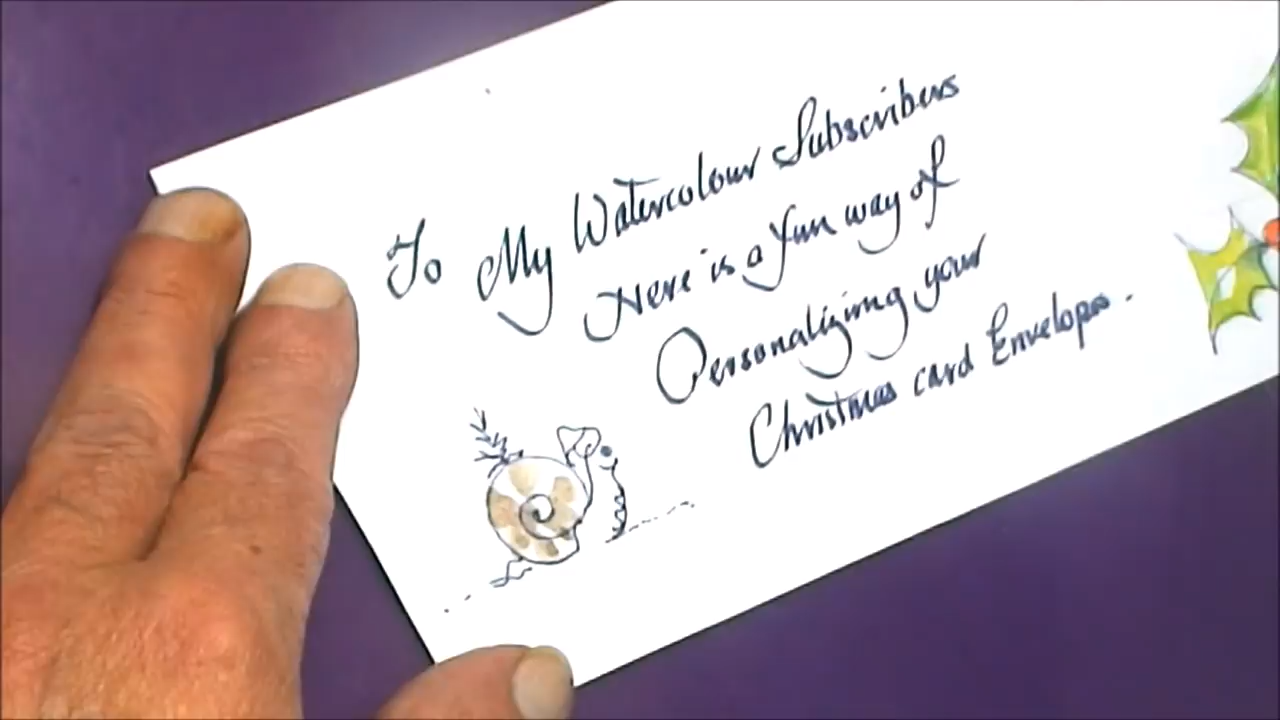 To My Watercolour Subscribers
Here is a fun way of
Personalizing your
Christmas card Envelopes.